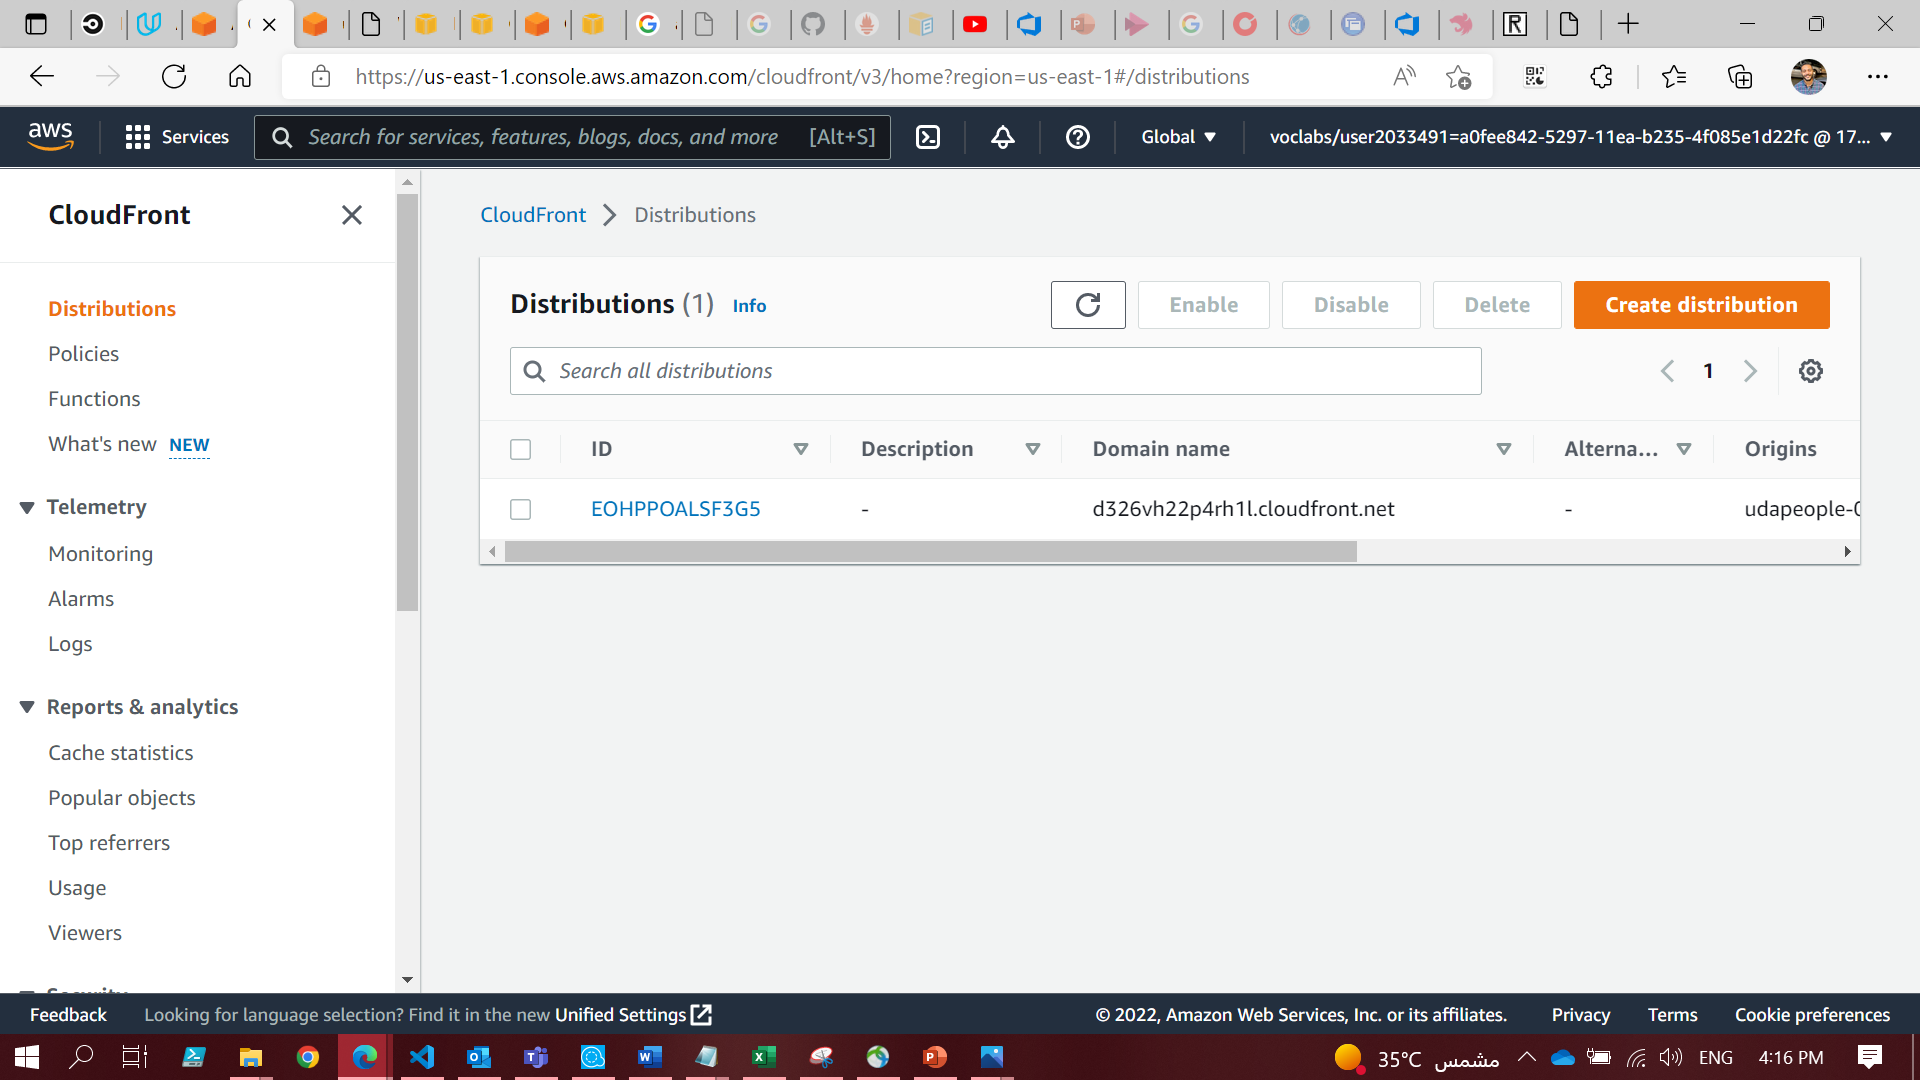 https://us-east-1.console.aws.amazon.com/cloudfront/v3/home?region=us-east-1#/distributions
aws
Services
Search for services, features, blogs, docs, and more [Alt+S]
Global
voclabs/user2033491=a0fee842-5297-11ea-b235-4f085e1d22fc @ 17...
CloudFront
Distributions
Policies
Functions
What's new NEW
Telemetry
Monitoring
Alarms
Logs
Reports & analytics
Cache statistics
Popular objects
Top referrers
Usage
Viewers
Security
CloudFront > Distributions
Distributions (1) Info
Enable
Disable
Delete
Create distribution
Search all distributions
1
ID Description Domain name Alterna... Origins
EOHPPOALSF3G5 - d326vh22p4rh1l.cloudfront.net - udapeople-
Feedback
Looking for language selection? Find it in the new Unified Settings
© 2022, Amazon Web Services, Inc. or its affiliates.
Privacy
Terms
Cookie preferences
35°C مشمس
ENG
4:16 PM